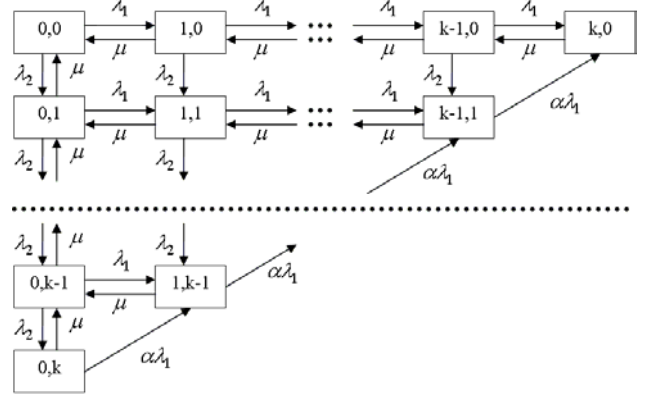 λ₁ λ₁ λ₁ λ₁
0,0 1,0 ... k-1,0 k,0
μ μ μ μ
λ₂ μ λ₂ λ₂
λ₁ λ₁ λ₁
0,1 1,1 ... k-1,1 αλ₁
μ μ μ
λ₂ μ λ₂ αλ₁
λ₂ μ λ₂
λ₁ αλ₁
0,k-1 1,k-1
μ
λ₂ μ
0,k αλ₁